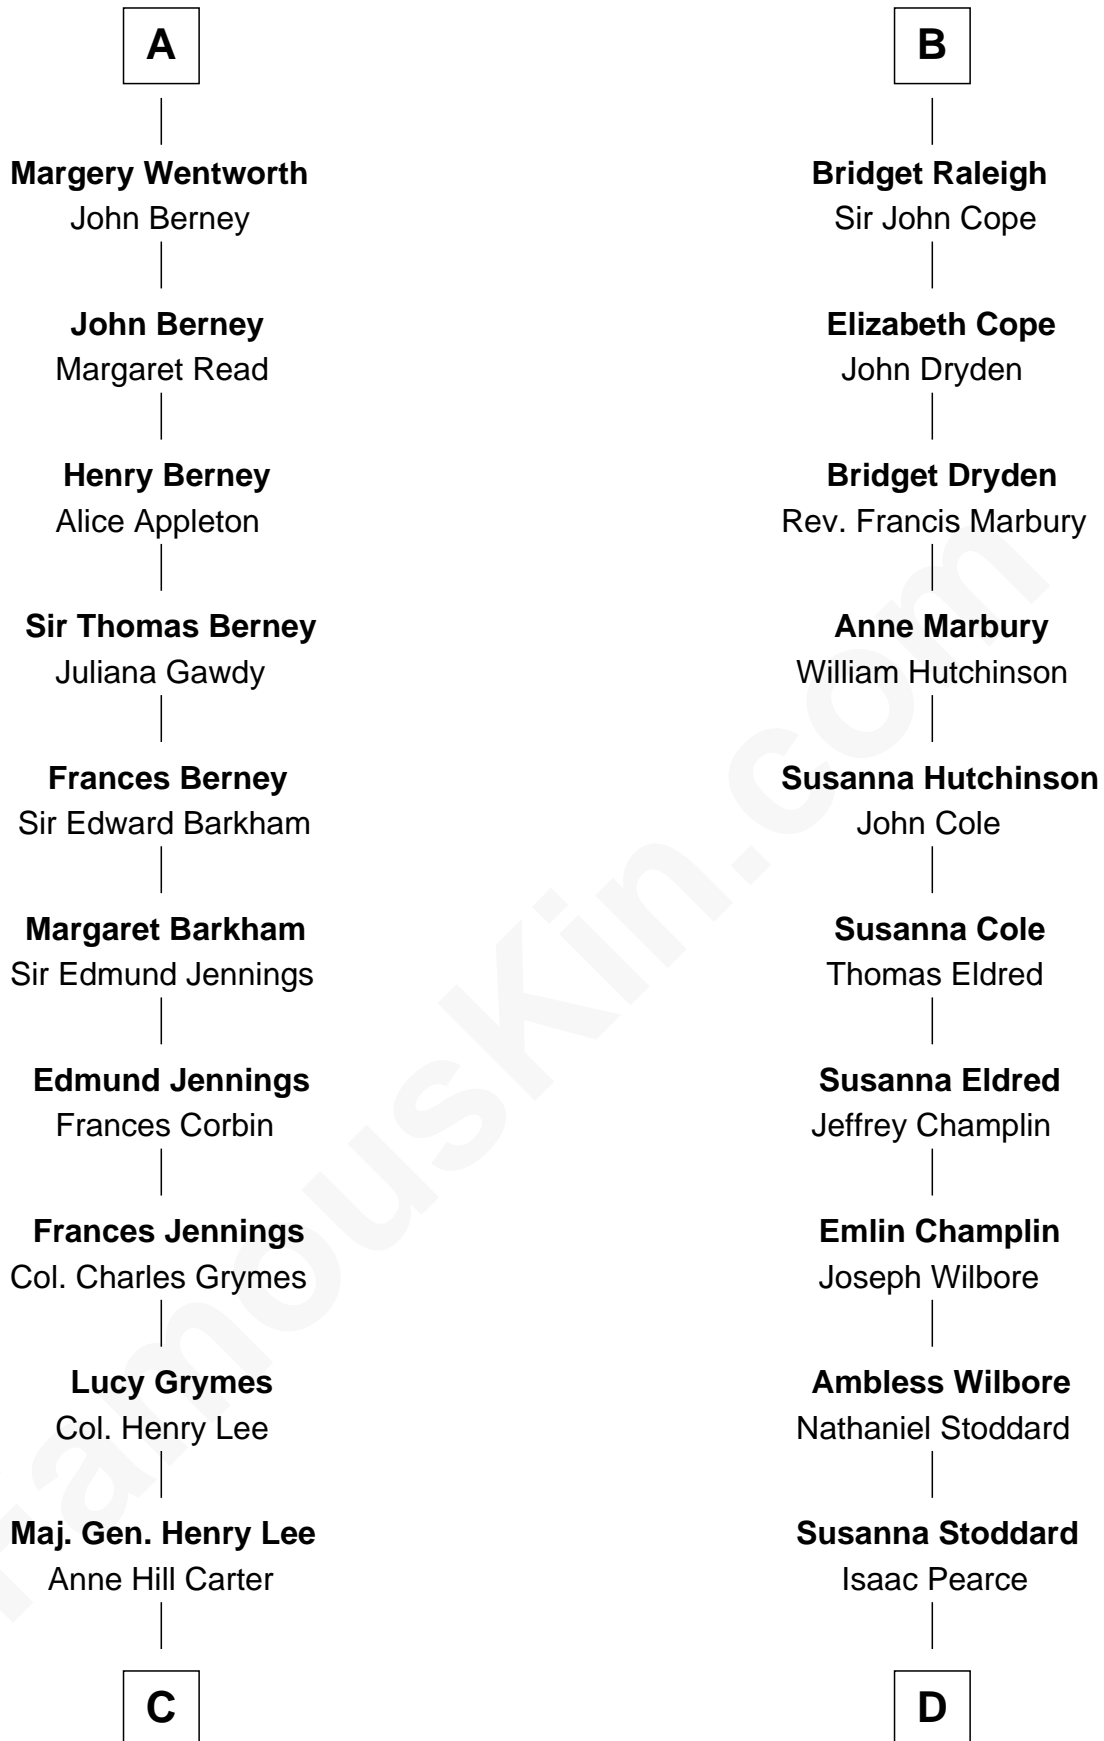 A
Margery Wentworth
John Berney
John Berney
Margaret Read
Henry Berney
Alice Appleton
Sir Thomas Berney
Juliana Gawdy
Frances Berney
Sir Edward Barkham
Margaret Barkham
Sir Edmund Jennings
Edmund Jennings
Frances Corbin
Frances Jennings
Col. Charles Grymes
Lucy Grymes
Col. Henry Lee
Maj. Gen. Henry Lee
Anne Hill Carter
C
B
Bridget Raleigh
Sir John Cope
Elizabeth Cope
John Dryden
Bridget Dryden
Rev. Francis Marbury
Anne Marbury
William Hutchinson
Susanna Hutchinson
John Cole
Susanna Cole
Thomas Eldred
Susanna Eldred
Jeffrey Champlin
Emlin Champlin
Joseph Wilbore
Ambless Wilbore
Nathaniel Stoddard
Susanna Stoddard
Isaac Pearce
D
FamousKin.com